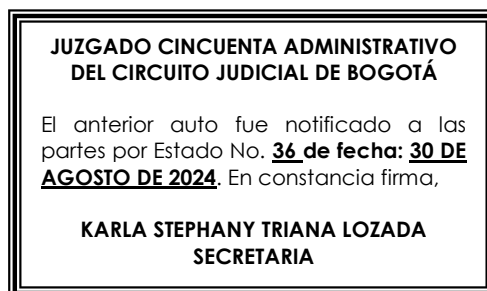 JUZGADO CINCUENTA ADMINISTRATIVO
DEL CIRCUITO JUDICIAL DE BOGOTÁ
El anterior auto fue notificado a las
partes por Estado No. 36 de fecha: 30 DE
AGOSTO DE 2024. En constancia firma,
KARLA STEPHANY TRIANA LOZADA
SECRETARIA